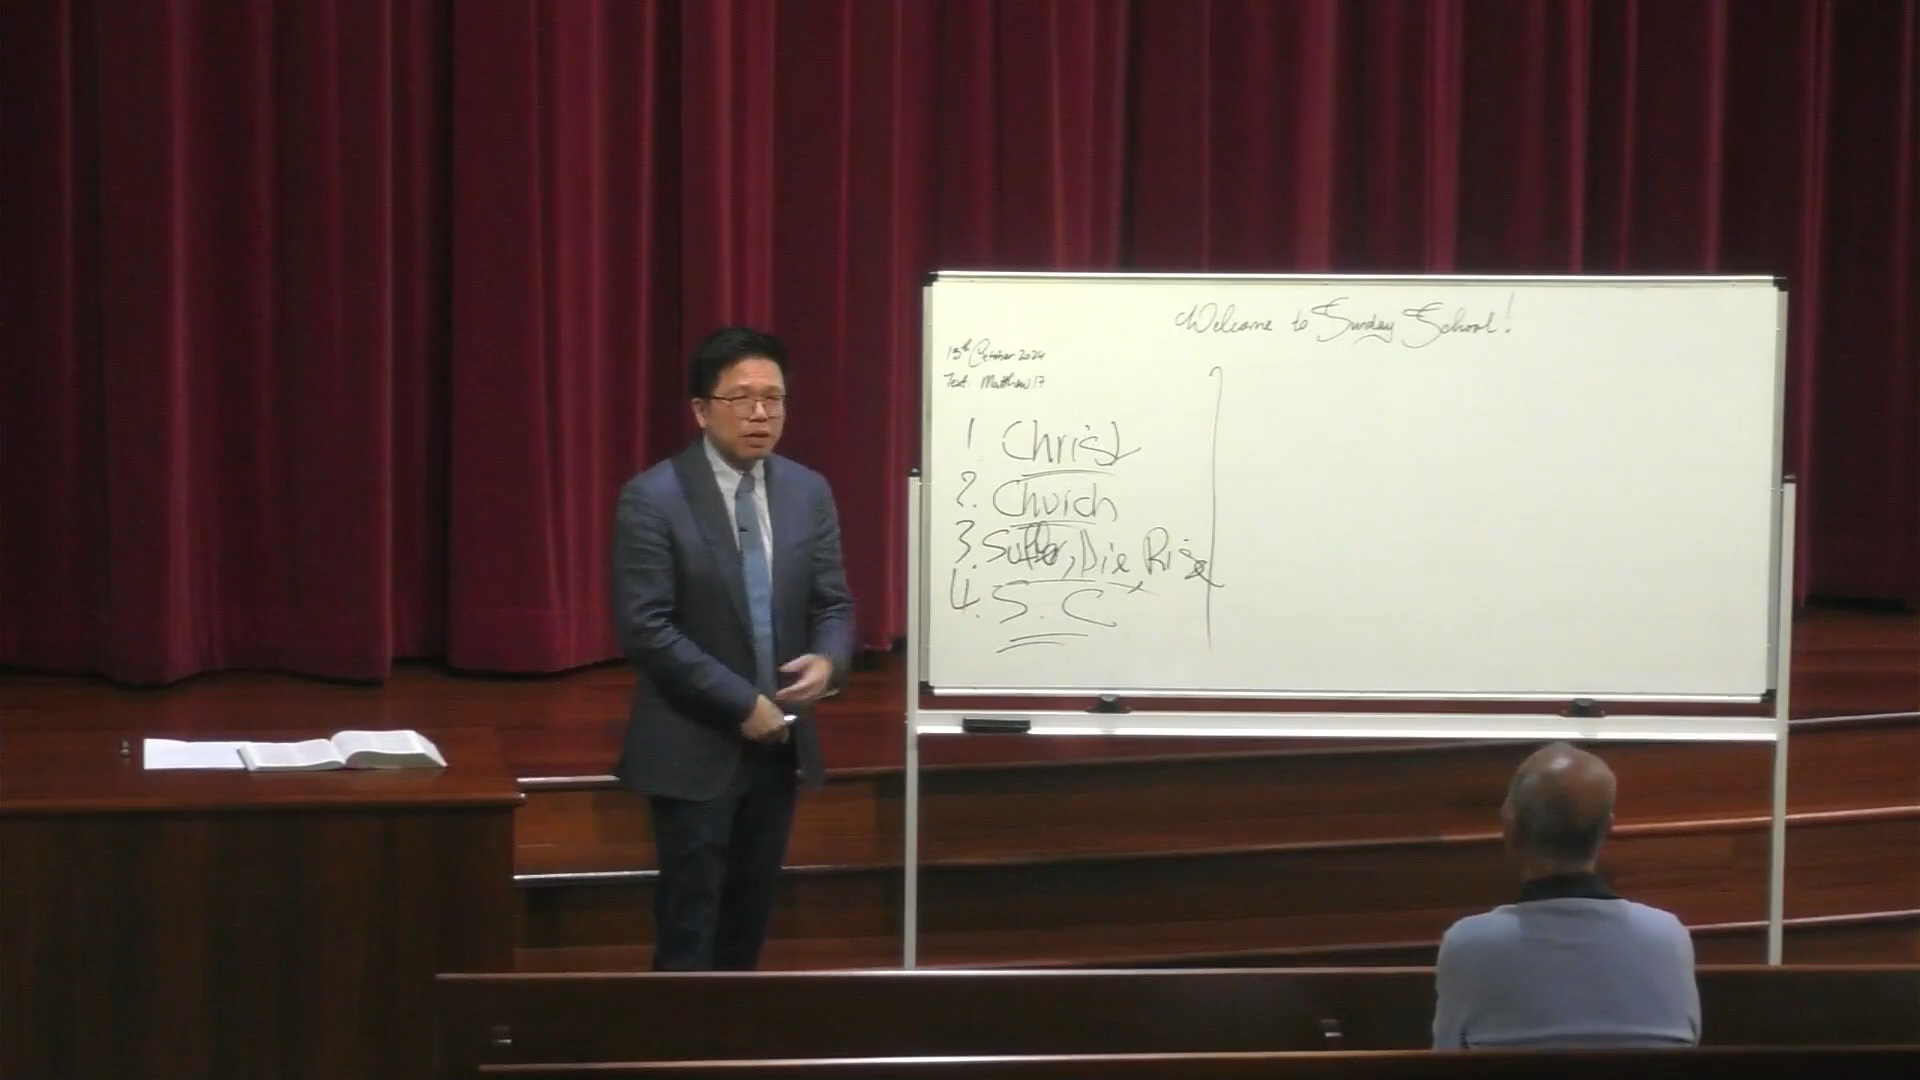 Welcome to Sunday School!
13th October 2024
Text: Matthew 17
1 Christ
2. Church
3. Suffer, Die Rise
4. S. C